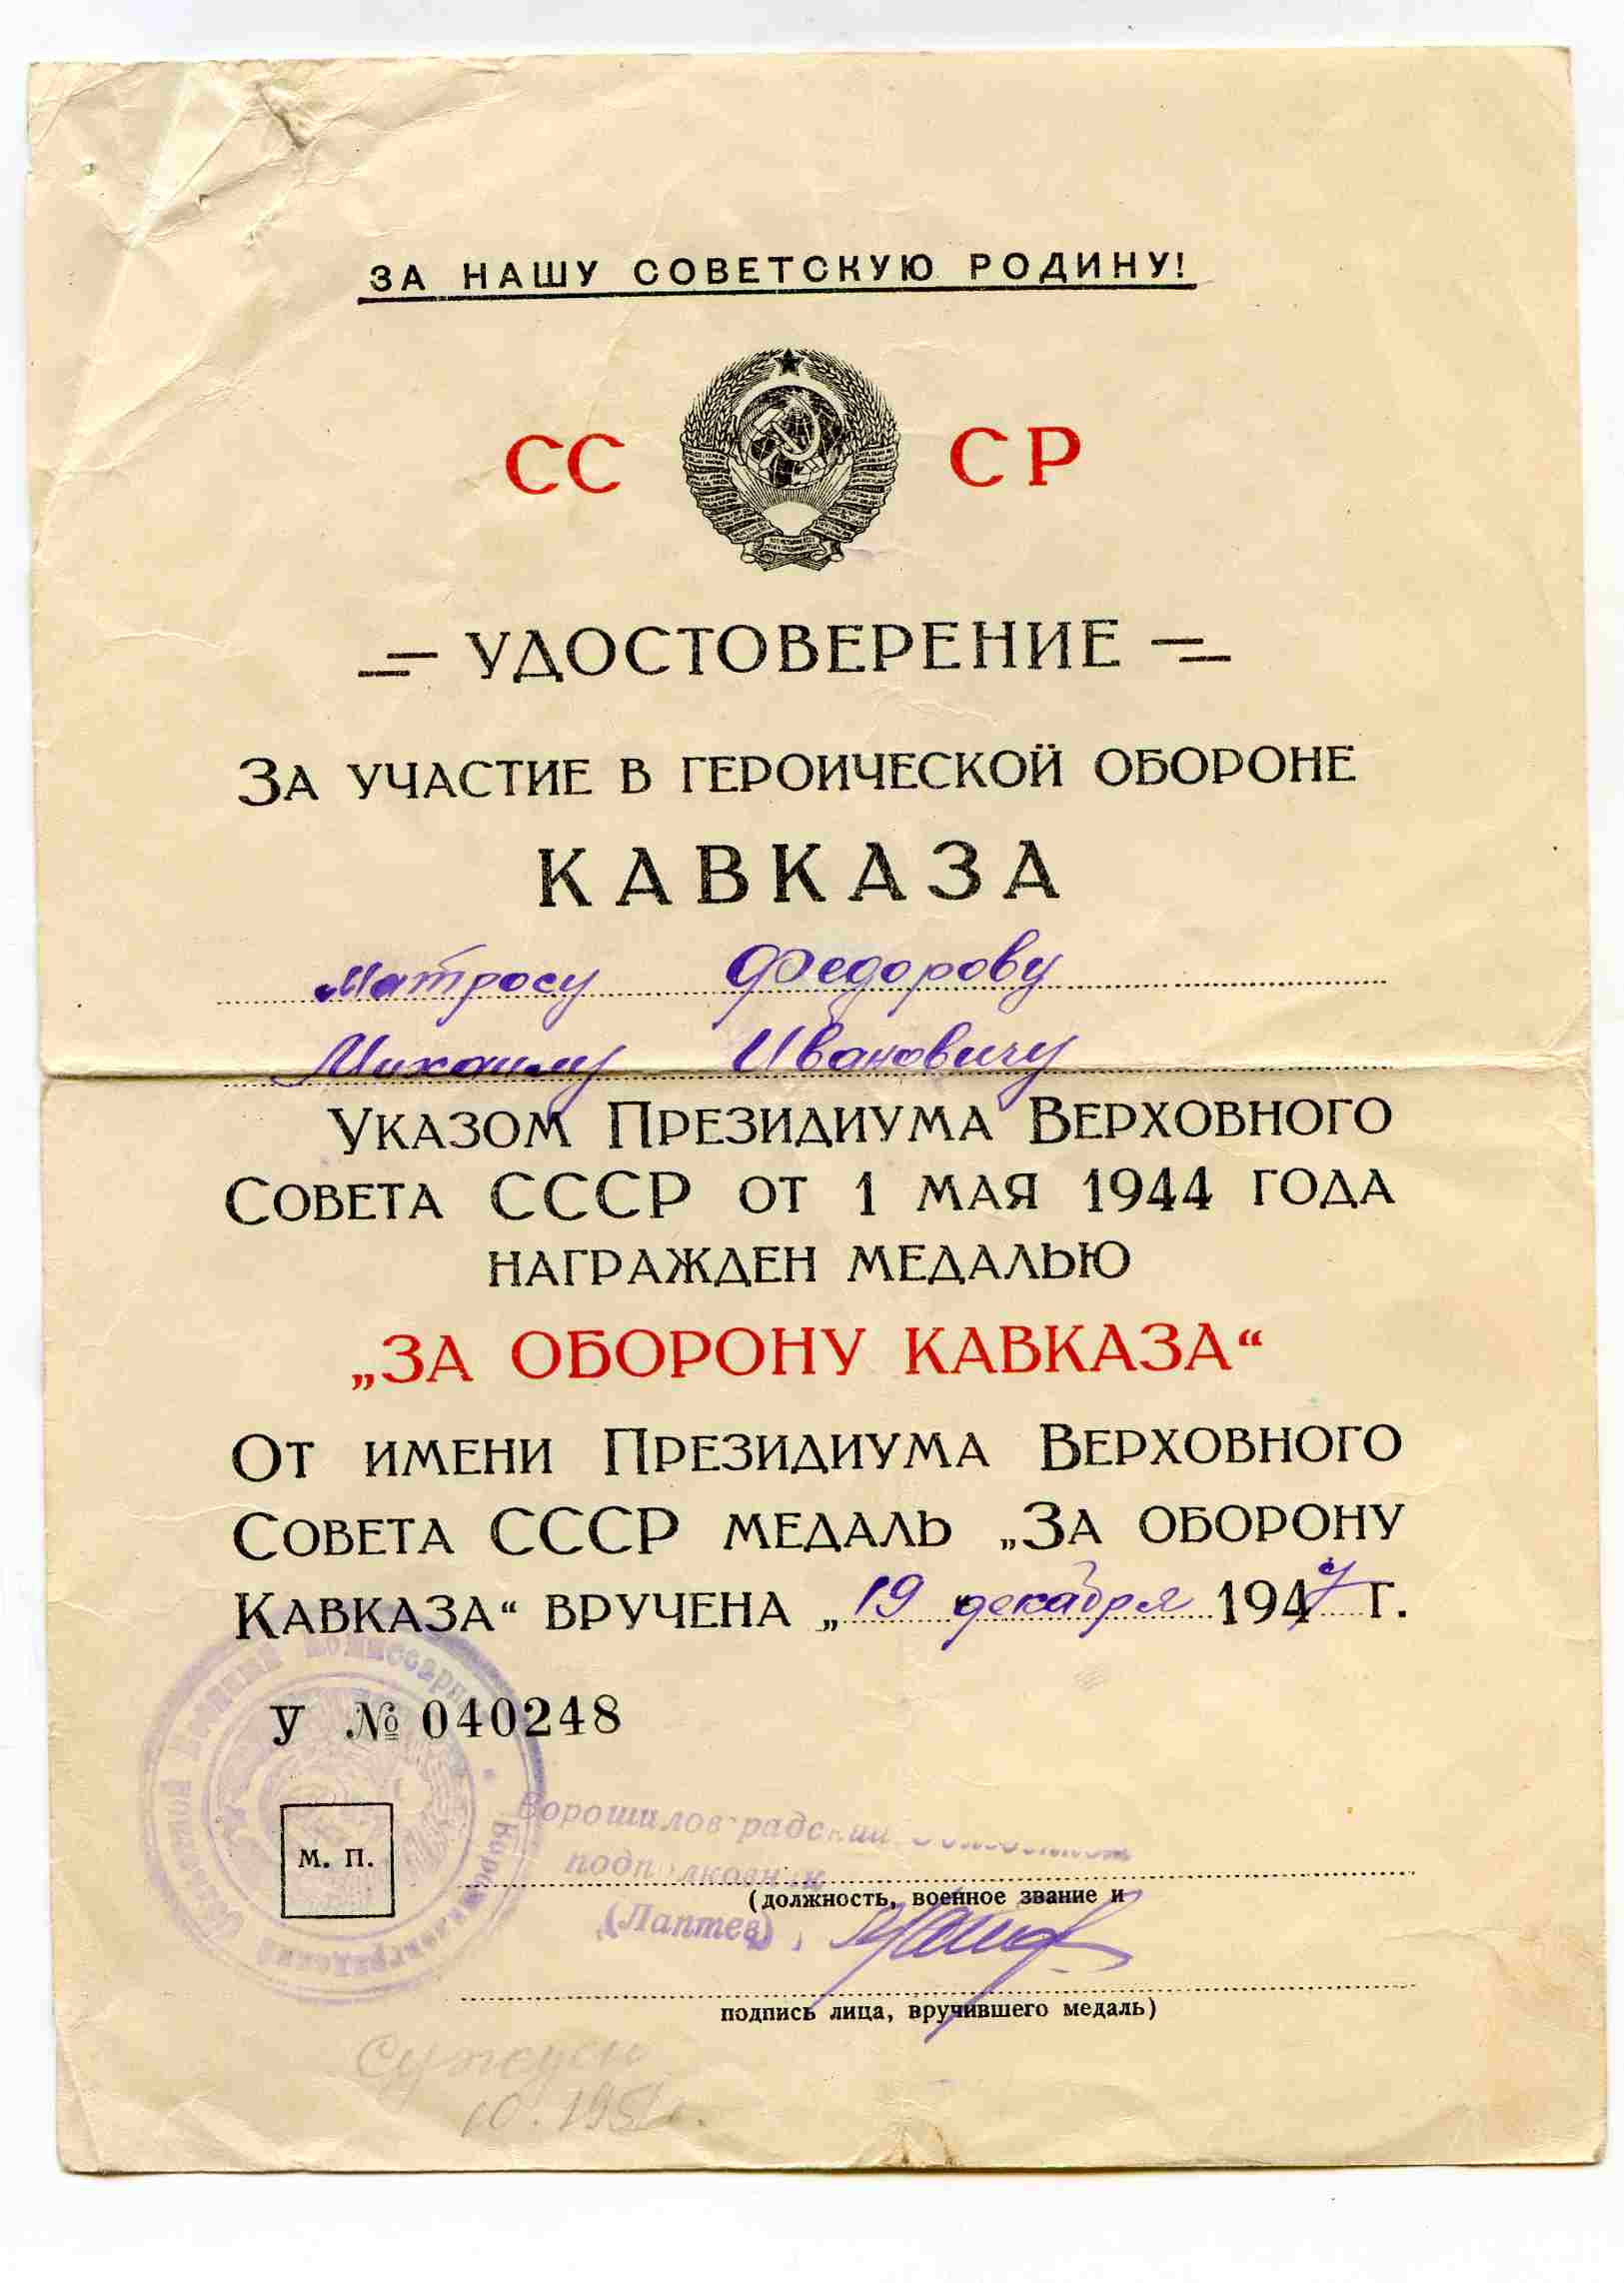 ЗА НАШУ СОВЕТСКУЮ РОДИНУ!
СС СР
УДОСТОВЕРЕНИЕ
ЗА УЧАСТИЕ В ГЕРОИЧЕСКОЙ ОБОРОНЕ
КАВКАЗА
Матросу Федорову
Михаилу Ивановичу
УКАЗОМ ПРЕЗИДИУМА ВЕРХОВНОГО
СОВЕТА СССР ОТ 1 МАЯ 1944 ГОДА
НАГРАЖДЕН МЕДАЛЬЮ
„ЗА ОБОРОНУ КАВКАЗА“
ОТ ИМЕНИ ПРЕЗИДИУМА ВЕРХОВНОГО
СОВЕТА СССР МЕДАЛЬ „ЗА ОБОРОНУ
КАВКАЗА“ ВРУЧЕНА „19 декабря 1947 Г.
У № 040248
Ворошиловградский
М. П.
подполковник
(должность, военное звание и
(Лаптев)
подпись лица, вручившего медаль)